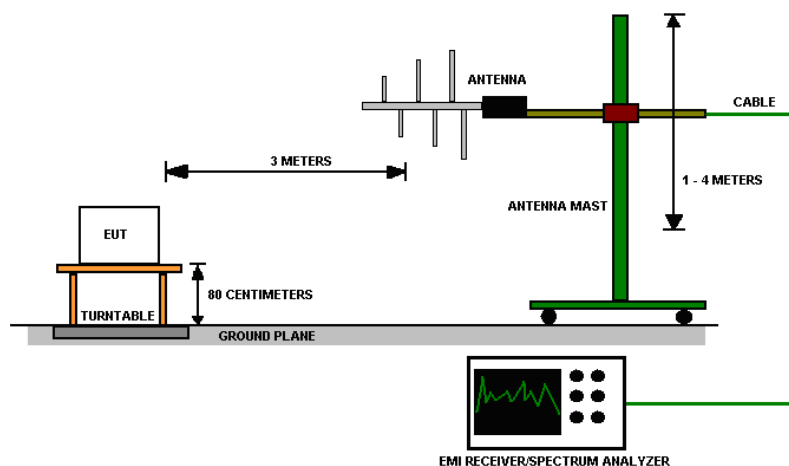 ANTENNA
CABLE
3 METERS
1 - 4 METERS
ANTENNA MAST
EUT
80 CENTIMETERS
TURNTABLE
GROUND PLANE
EMI RECEIVER/SPECTRUM ANALYZER